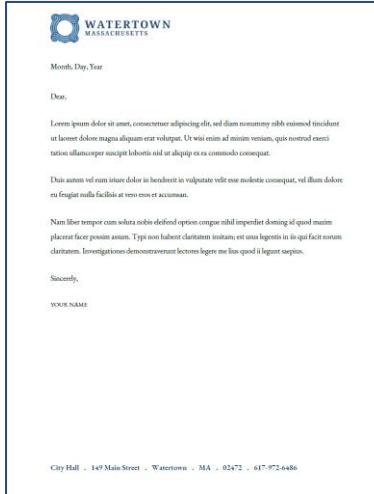 WATERTOWN
MASSACHUSETTS
Month, Day, Year
Dear,
Lorem ipsum dolor sit amet, consectetuer adipiscing elit, sed diam nonummy nibh euismod tincidunt
ut laoreet dolore magna aliquam erat volutpat. Ut wisi enim ad minim veniam, quis nostrud exerci
tation ullamcorper suscipit lobortis nisl ut aliquip ex ea commodo consequat.
Duis autem vel eum iriure dolor in hendrerit in vulputate velit esse molestie consequat, vel illum dolore
eu feugiat nulla facilisis at vero eros et accumsan.
Nam liber tempor cum soluta nobis eleifend option congue nihil imperdiet doming id quod mazim
placerat facer possim assum. Typi non habent claritatem insitam; est usus legentis in iis qui facit eorum
claritatem. Investigationes demonstraverunt lectores legere me lius quod ii legunt saepius.
Sincerely,
YOUR NAME
City Hall . 149 Main Street . Watertown . MA . 02472 . 617-972-6486